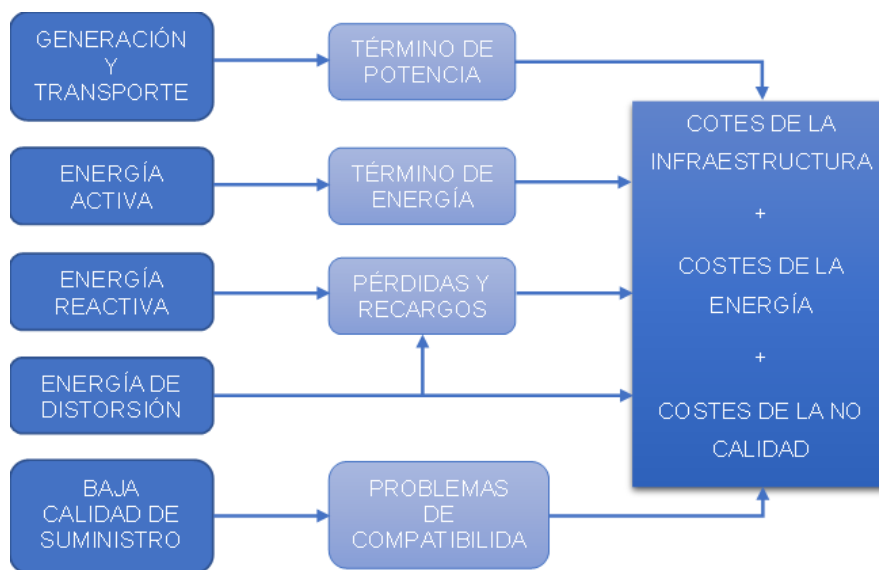 GENERACIÓN
Y
TRANSPORTE
TÉRMINO DE
POTENCIA
ENERGÍA
ACTIVA
TÉRMINO DE
ENERGÍA
ENERGÍA
REACTIVA
PÉRDIDAS Y
RECARGOS
ENERGÍA DE
DISTORSIÓN
BAJA
CALIDAD DE
SUMINISTRO
PROBLEMAS
DE
COMPATIBILIDA
COTES DE LA
INFRAESTRUCTURA
+
COSTES DE LA
ENERGÍA
+
COSTES DE LA NO
CALIDAD